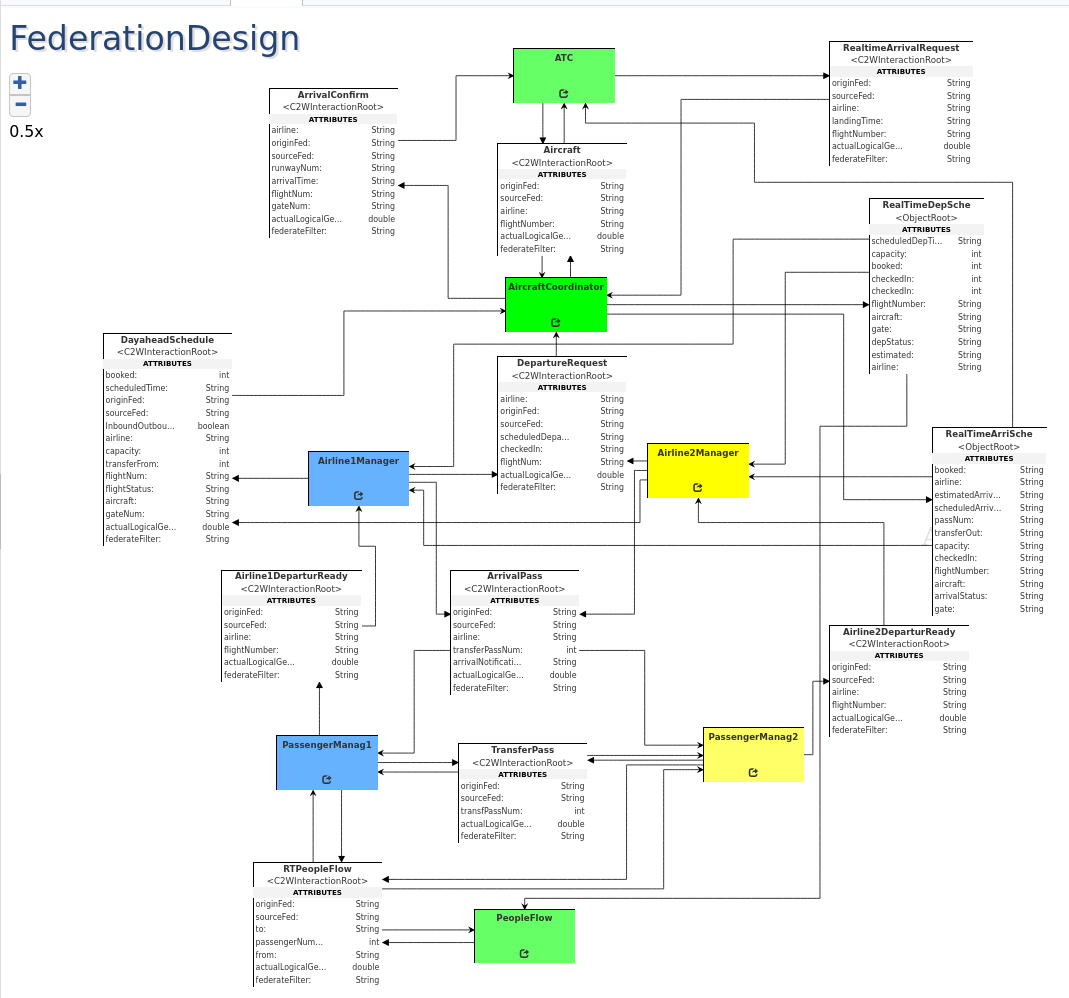 FederationDesign
+
−
0.5x
ATC
RealtimeArrivalRequest
<C2WInteractionRoot>
ATTRIBUTES
originFed: String
sourceFed: String
airline: String
landingTime: String
flightNumber: String
actualLogicalGe... double
federateFilter: String
ArrivalConfirm
<C2WInteractionRoot>
ATTRIBUTES
airline: String
originFed: String
sourceFed: String
runwayNum: String
arrivalTime: String
flightNum: String
gateNum: String
actualLogicalGe... double
federateFilter: String
Aircraft
<C2WInteractionRoot>
ATTRIBUTES
originFed: String
sourceFed: String
airline: String
flightNumber: String
actualLogicalGe... double
federateFilter: String
RealTimeDepSche
<ObjectRoot>
ATTRIBUTES
scheduledDepTi... String
capacity: int
booked: int
checkedIn: int
checkedIn: int
flightNumber: String
aircraft: String
gate: String
depStatus: String
estimated: String
airline: String
AircraftCoordinator
DayaheadSchedule
<C2WInteractionRoot>
ATTRIBUTES
booked: int
scheduledTime: String
originFed: String
sourceFed: String
InboundOutbou... boolean
airline: String
capacity: int
transferFrom: int
flightNum: String
flightStatus: String
aircraft: String
gateNum: String
actualLogicalGe... double
federateFilter: String
DepartureRequest
<C2WInteractionRoot>
ATTRIBUTES
airline: String
originFed: String
sourceFed: String
scheduledDepa... String
checkedIn: String
flightNum: String
actualLogicalGe... double
federateFilter: String
Airline1Manager
Airline2Manager
RealTimeArriSche
<ObjectRoot>
ATTRIBUTES
booked: String
airline: String
estimatedArriv... String
scheduledArriv... String
passNum: String
transferOut: String
capacity: String
checkedIn: String
flightNumber: String
aircraft: String
arrivalStatus: String
gate: String
Airline1DeparturReady
<C2WInteractionRoot>
ATTRIBUTES
originFed: String
sourceFed: String
airline: String
flightNumber: String
actualLogicalGe... double
federateFilter: String
ArrivalPass
<C2WInteractionRoot>
ATTRIBUTES
originFed: String
sourceFed: String
airline: String
transferPassNum: int
arrivalNotificati... String
actualLogicalGe... double
federateFilter: String
Airline2DeparturReady
<C2WInteractionRoot>
ATTRIBUTES
originFed: String
sourceFed: String
airline: String
flightNumber: String
actualLogicalGe... double
federateFilter: String
PassengerManag1
TransferPass
<C2WInteractionRoot>
ATTRIBUTES
originFed: String
sourceFed: String
transfPassNum: int
actualLogicalGe... double
federateFilter: String
PassengerManag2
RTPeopleFlow
<C2WInteractionRoot>
ATTRIBUTES
originFed: String
sourceFed: String
to: String
passengerNum... int
from: String
actualLogicalGe... double
federateFilter: String
PeopleFlow